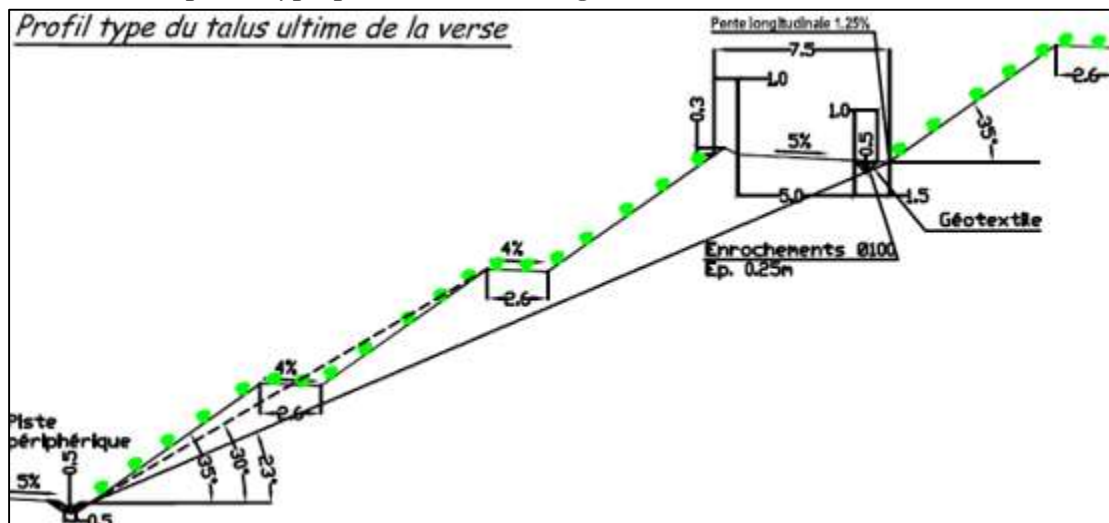 Profil type du talus ultime de la verse
Pente longitudinale 1.25%
7.5
1.0
0.3
1.0
0.5
5%
35°
2.6
5.0
1.5
Géotextile
Enrochements Ø100
Ep. 0.25m
4%
2.6
4%
2.6
Piste
périphérique
0.5
5%
0.5
35°
30°
23°